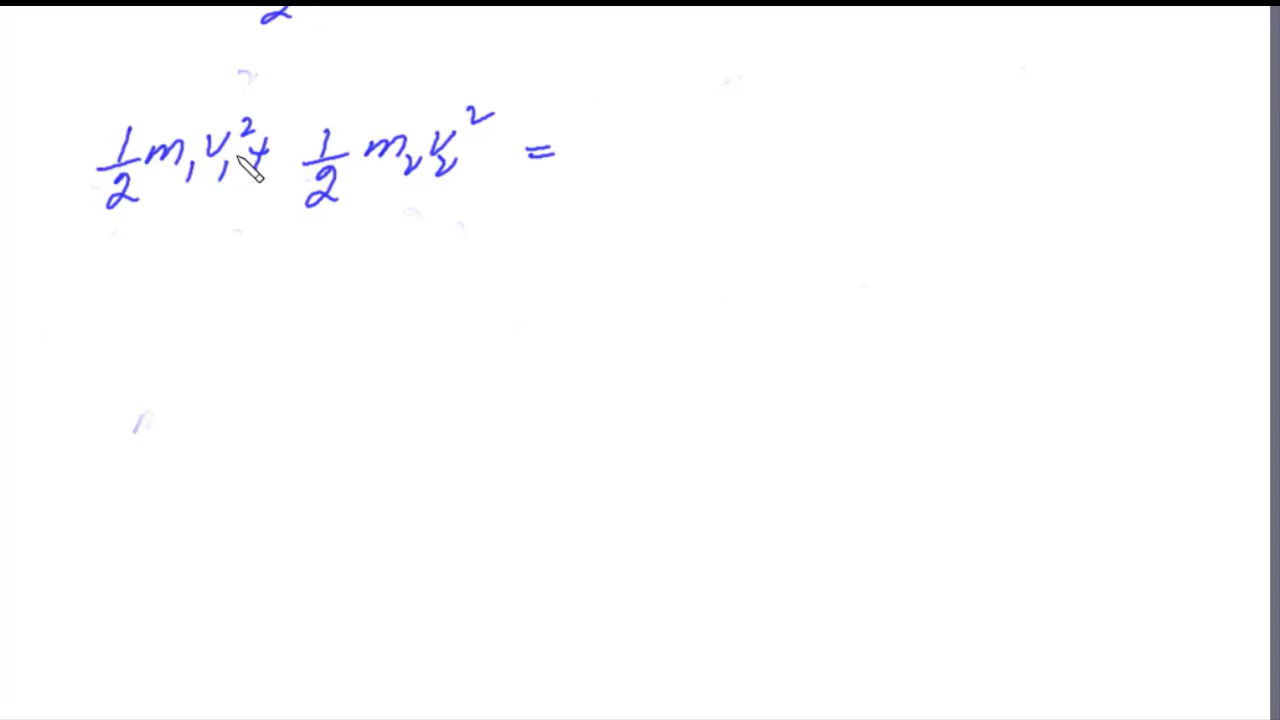 ½ m₁v₁² + ½ m₂v₂² =